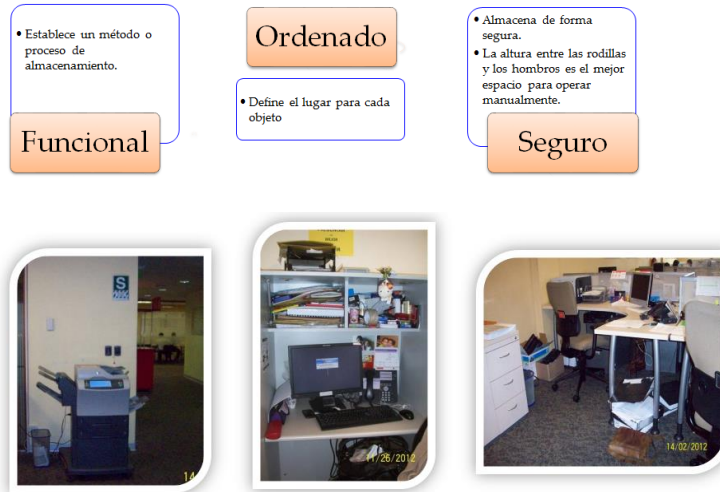 • Establece un método o
proceso de
almacenamiento.
Funcional
Ordenado
• Define el lugar para cada
objeto
• Almacena de forma
segura.
• La altura entre las rodillas
y los hombros es el mejor
espacio para operar
manualmente.
Seguro
S
14
11/26/2012
14/02/2012